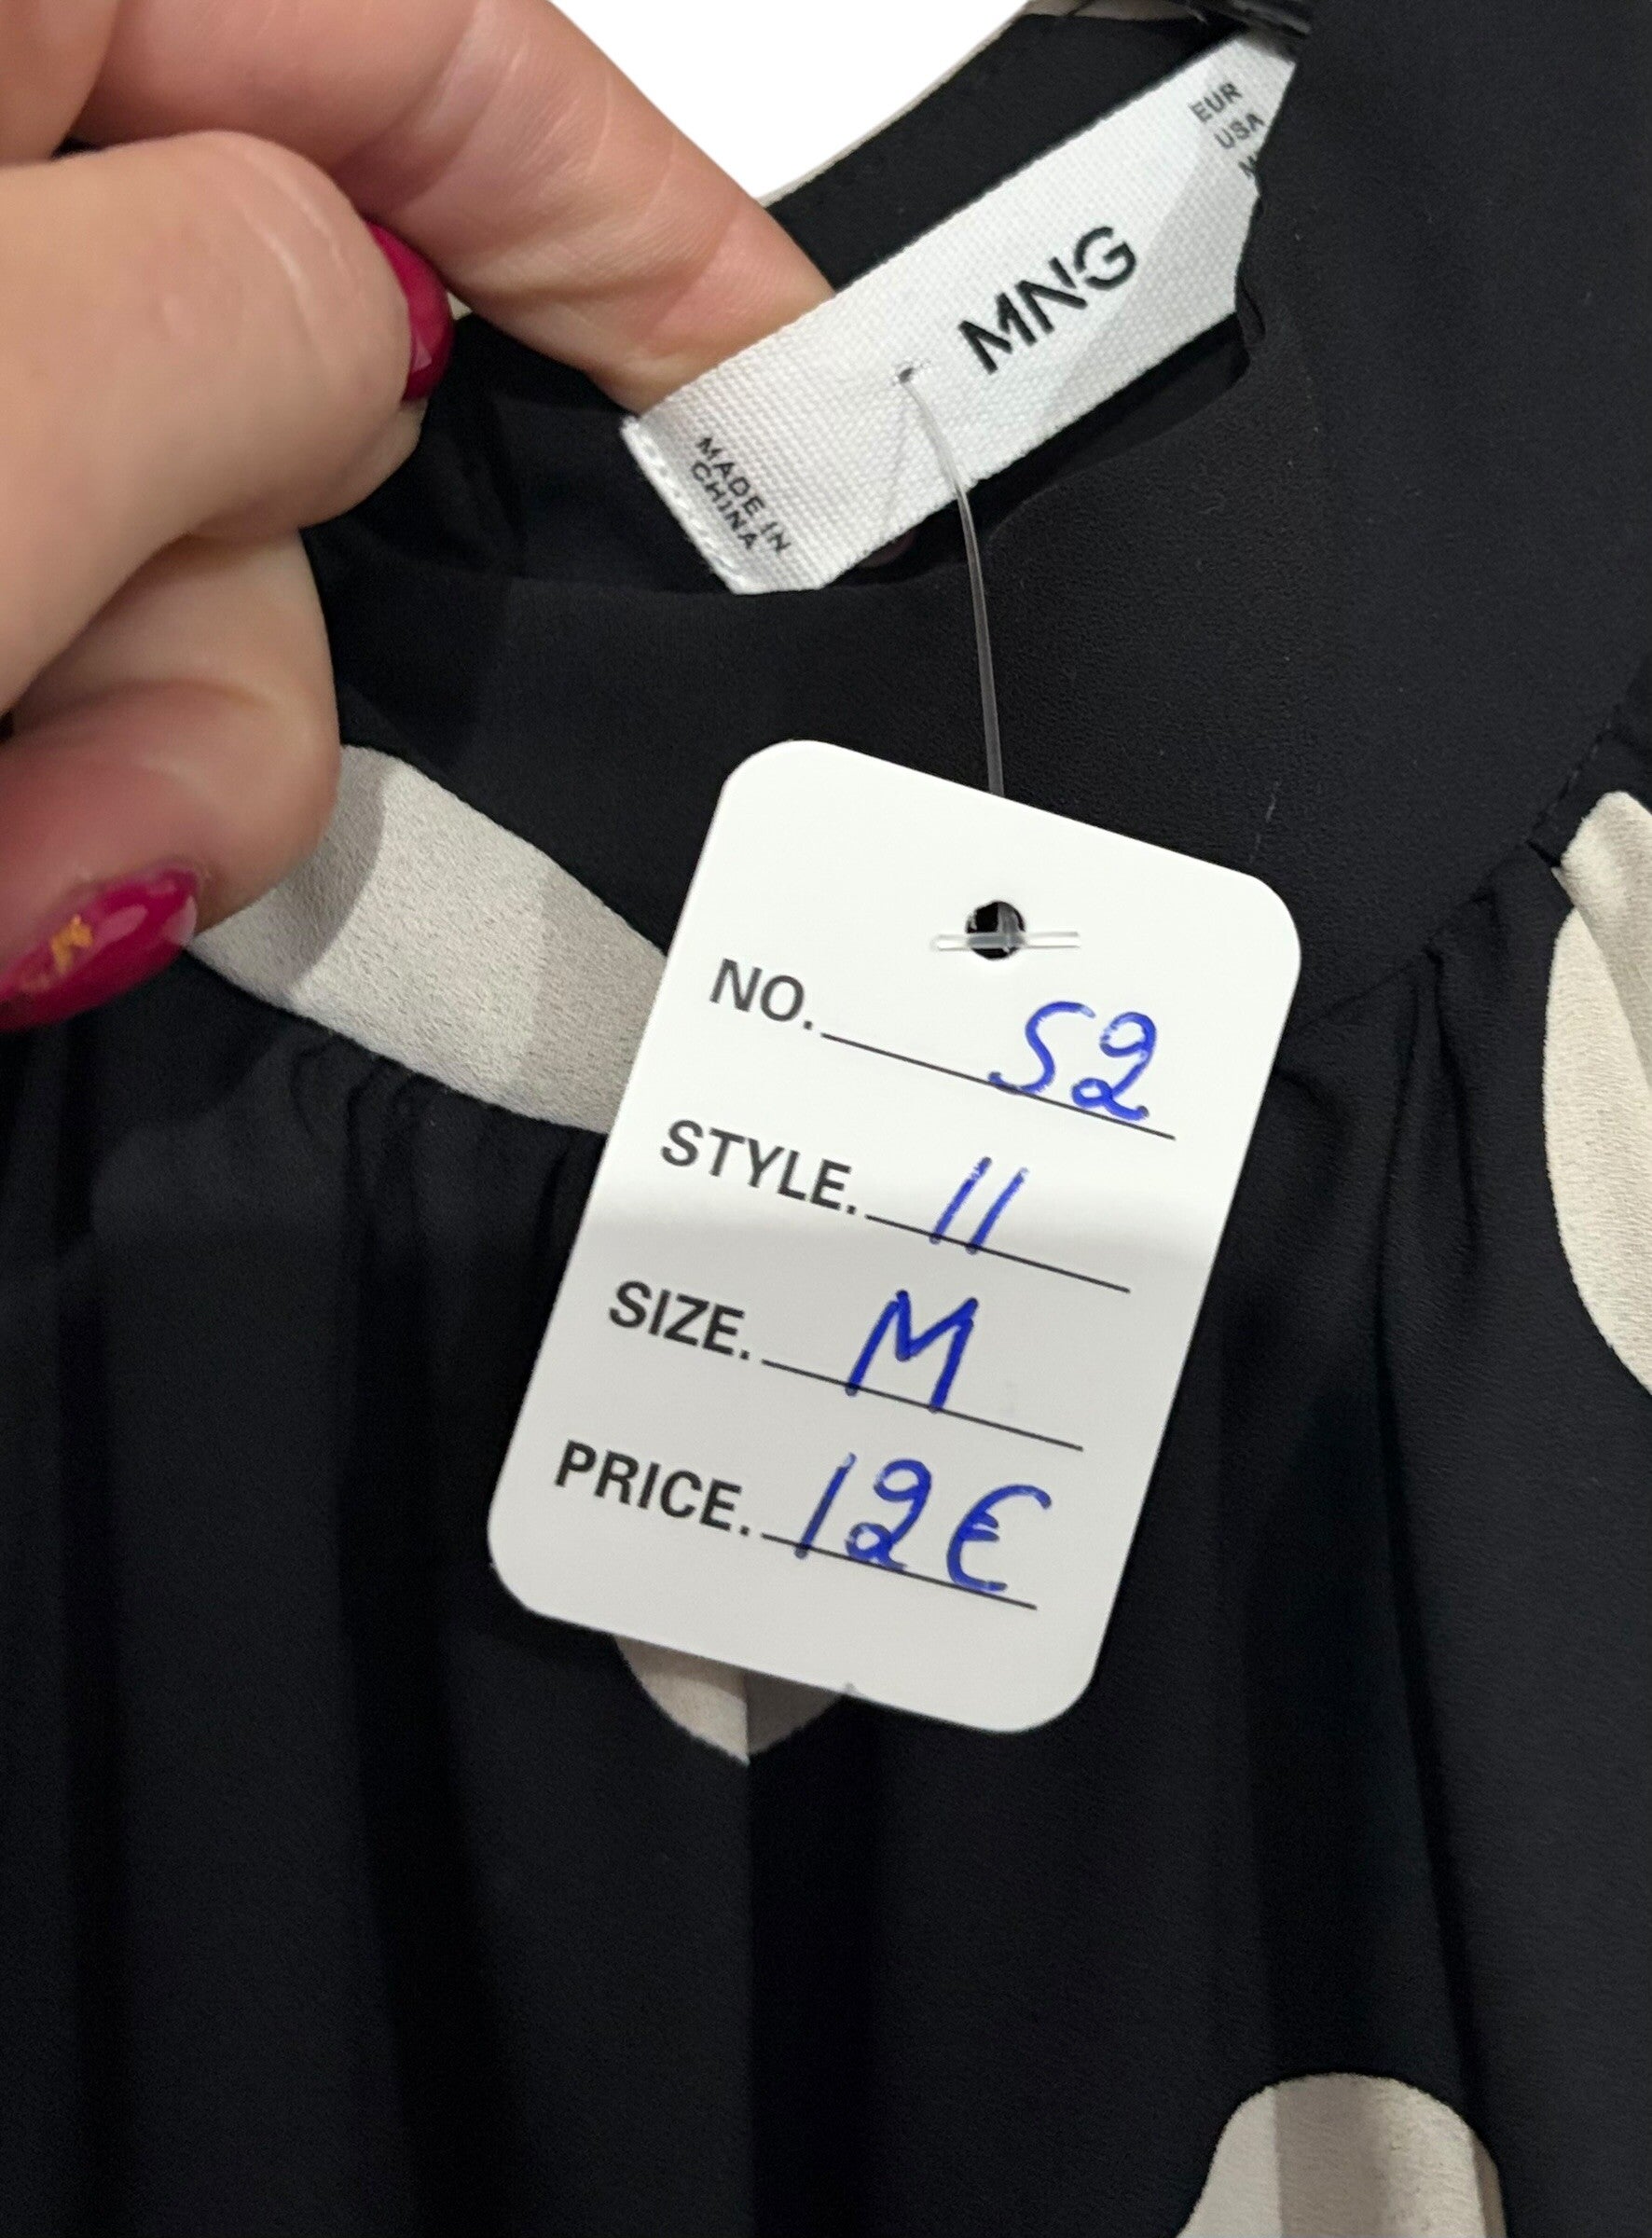 EUR
USA
MNG
MADE IN
CHINA
NO. 52
STYLE. 11
SIZE. M
PRICE. 12€